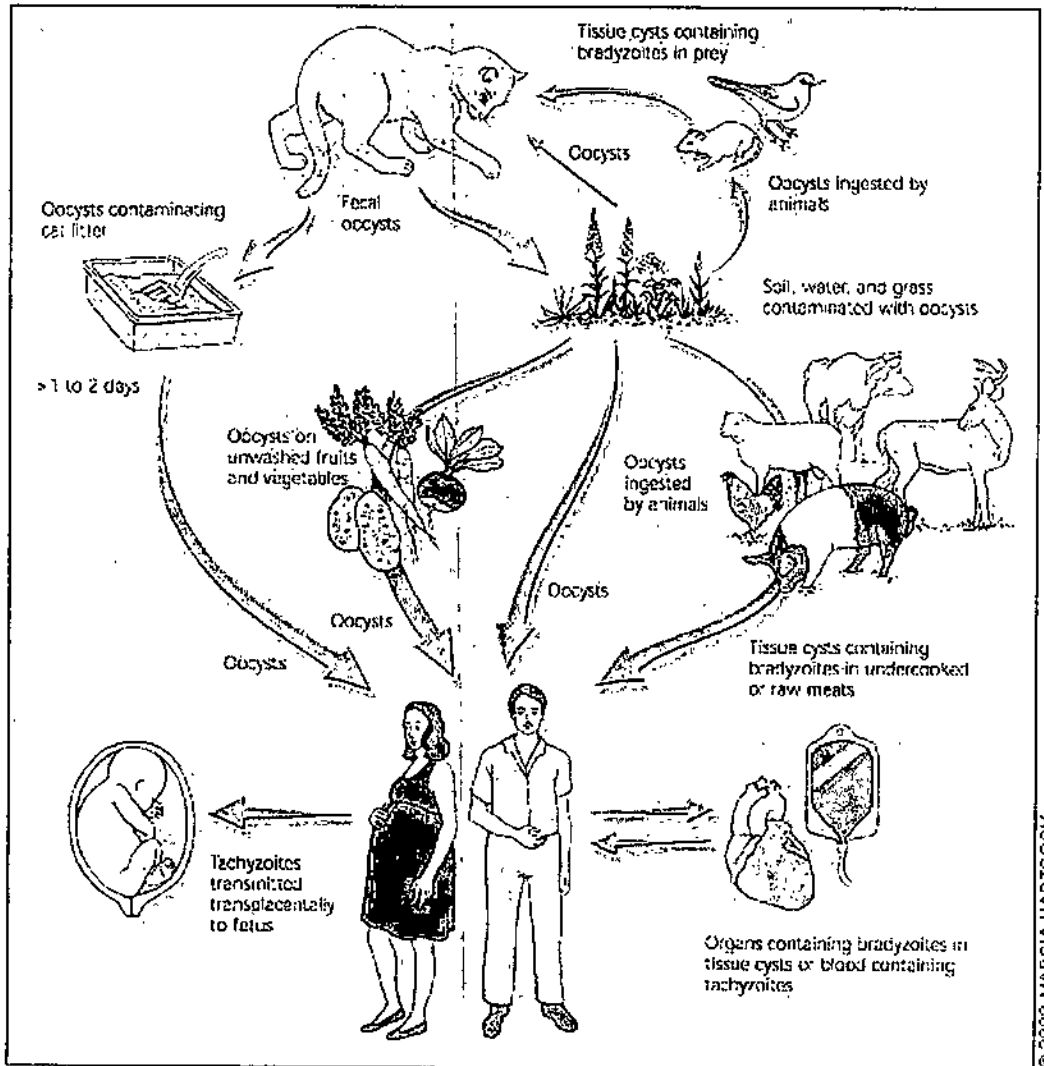 Tissue cysts containing
bradyzoites in prey
Oocysts
Oocysts ingested by
animals
Oocysts contaminating
cat litter
Fecal
oocysts
Soil, water, and grass
contaminated with oocysts
>1 to 2 days
Oocysts on
unwashed fruits
and vegetables
Oocysts
ingested
by animals
Oocysts
Oocysts
Oocysts
Tissue cysts containing
bradyzoites in undercooked
or raw meats
Tachyzoites
transmitted
transplacentally
to fetus
Organs containing bradyzoites in
tissue cysts or blood containing
tachyzoites
MARCIA HARTSOCK